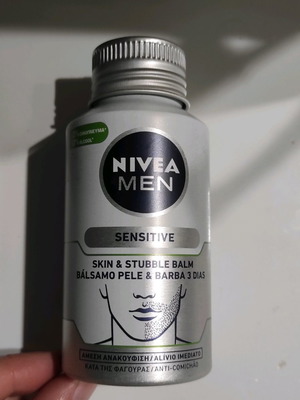 NIVEA
MEN
SENSITIVE
SKIN & STUBBLE BALM
BÁLSAMO PELE & BARBA 3 DIAS
ΑΜΕΣΗ ΑΝΑΚΟΥΦΙΣΗ/ALÍVIO IMEDIATO
ΚΑΤΑ ΤΗΣ ΦΑΓΟΥΡΑΣ/ANTI-COMICHÃO